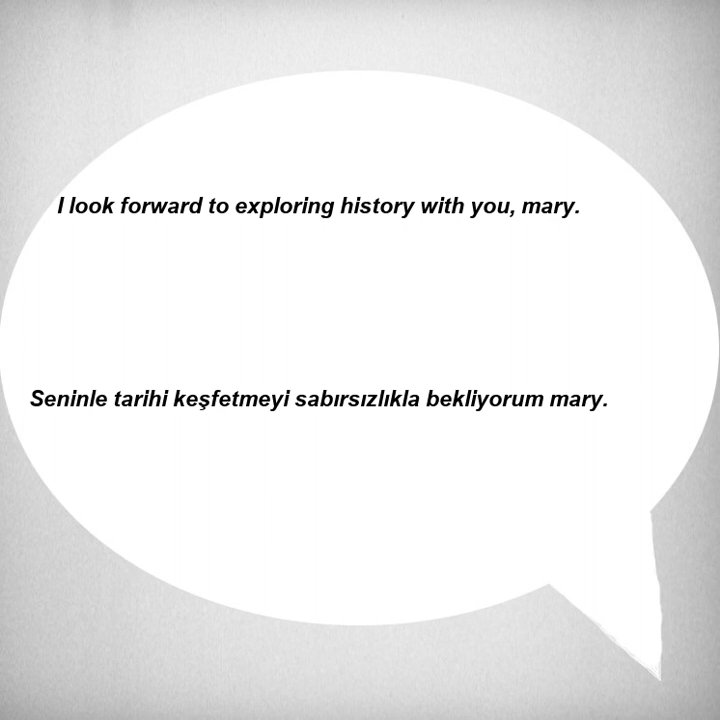 I look forward to exploring history with you, mary.
Seninle tarihi keşfetmeyi sabırsızlıkla bekliyorum mary.